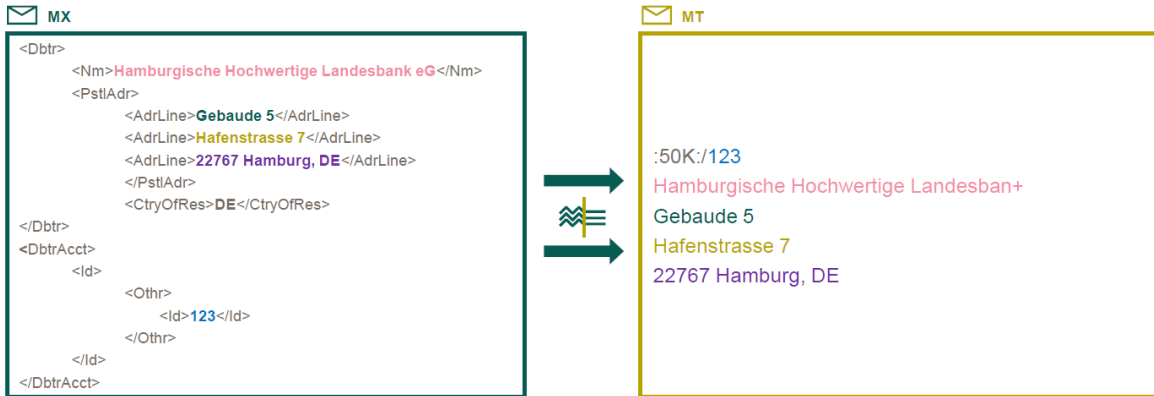 MX
<Dbtr>
<Nm>Hamburgische Hochwertige Landesbank eG</Nm>
<PstlAdr>
<AdrLine>Gebaude 5</AdrLine>
<AdrLine>Hafenstrasse 7</AdrLine>
<AdrLine>22767 Hamburg, DE</AdrLine>
</PstlAdr>
<CtryOfRes>DE</CtryOfRes>
</Dbtr>
<DbtrAcct>
<Id>
<Othr>
<Id>123</Id>
</Othr>
</Id>
</DbtrAcct>
MT
:50K:/123
Hamburgische Hochwertige Landesban+
Gebaude 5
Hafenstrasse 7
22767 Hamburg, DE